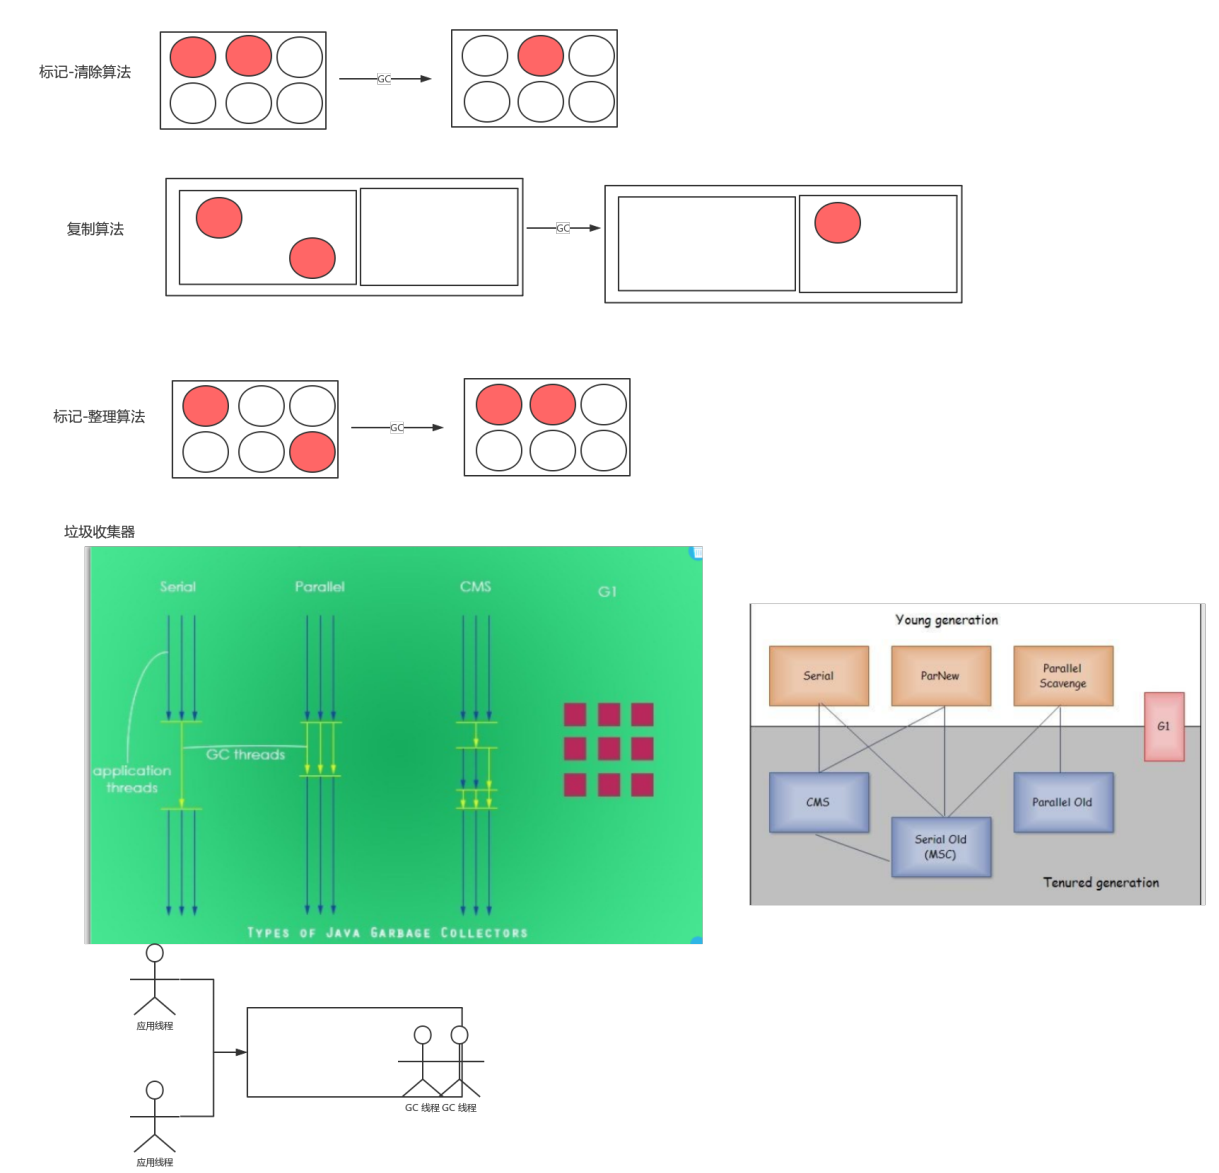 标记-清除算法
GC
复制算法
GC
标记-整理算法
GC
垃圾收集器
Serial
Parallel
CMS
G1
GC threads
application
threads
TYPES OF JAVA GARBAGE COLLECTORS
Young generation
Serial
ParNew
Parallel
Scavenge
G1
CMS
Serial Old
(MSC)
Parallel Old
Tenured generation
应用线程
GC 线程
GC 线程
应用线程